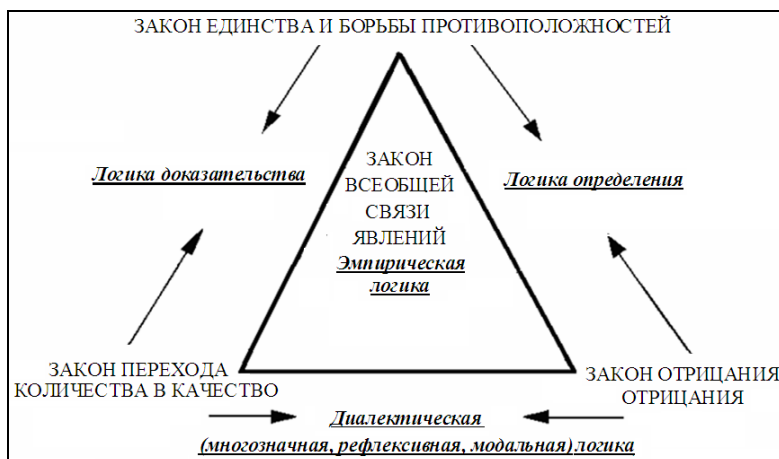 ЗАКОН ЕДИНСТВА И БОРЬБЫ ПРОТИВОПОЛОЖНОСТЕЙ
Логика доказательства
ЗАКОН
ВСЕОБЩЕЙ
СВЯЗИ
ЯВЛЕНИЙ
Эмпирическая
логика
Логика определения
ЗАКОН ПЕРЕХОДА
КОЛИЧЕСТВА В КАЧЕСТВО
ЗАКОН ОТРИЦАНИЯ
ОТРИЦАНИЯ
Диалектическая
(многозначная, рефлексивная, модальная)логика